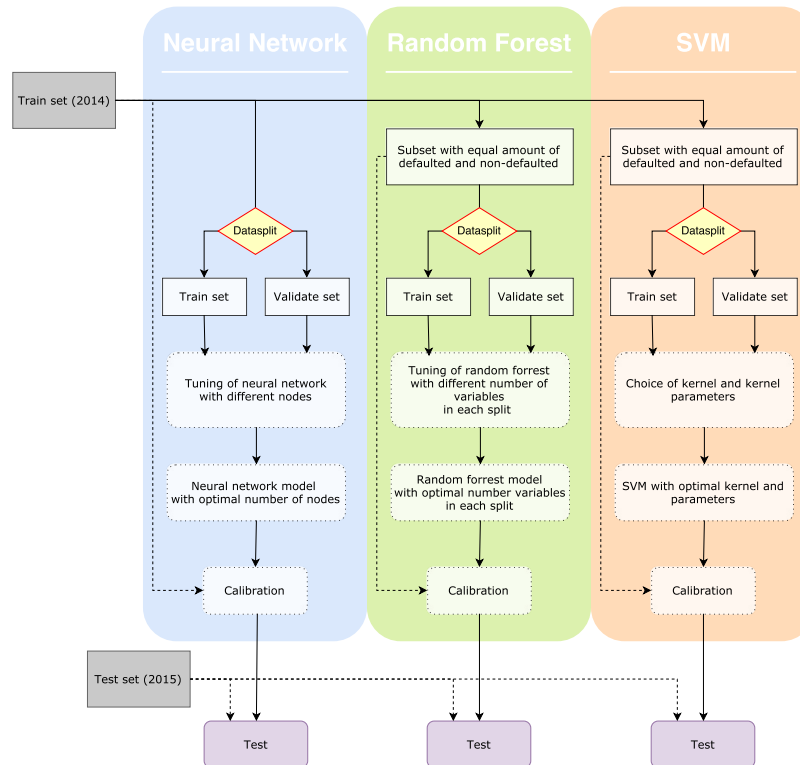 Neural Network
Random Forest
SVM
Train set (2014)
Subset with equal amount of
defaulted and non-defaulted
Subset with equal amount of
defaulted and non-defaulted
Datasplit
Datasplit
Datasplit
Train set
Validate set
Train set
Validate set
Train set
Validate set
Tuning of neural network
with different nodes
Tuning of random forrest
with different number of
variables
in each split
Choice of kernel and kernel
parameters
Neural network model
with optimal number of nodes
Random forrest model
with optimal number variables
in each split
SVM with optimal kernel and
parameters
Calibration
Calibration
Calibration
Test set (2015)
Test
Test
Test